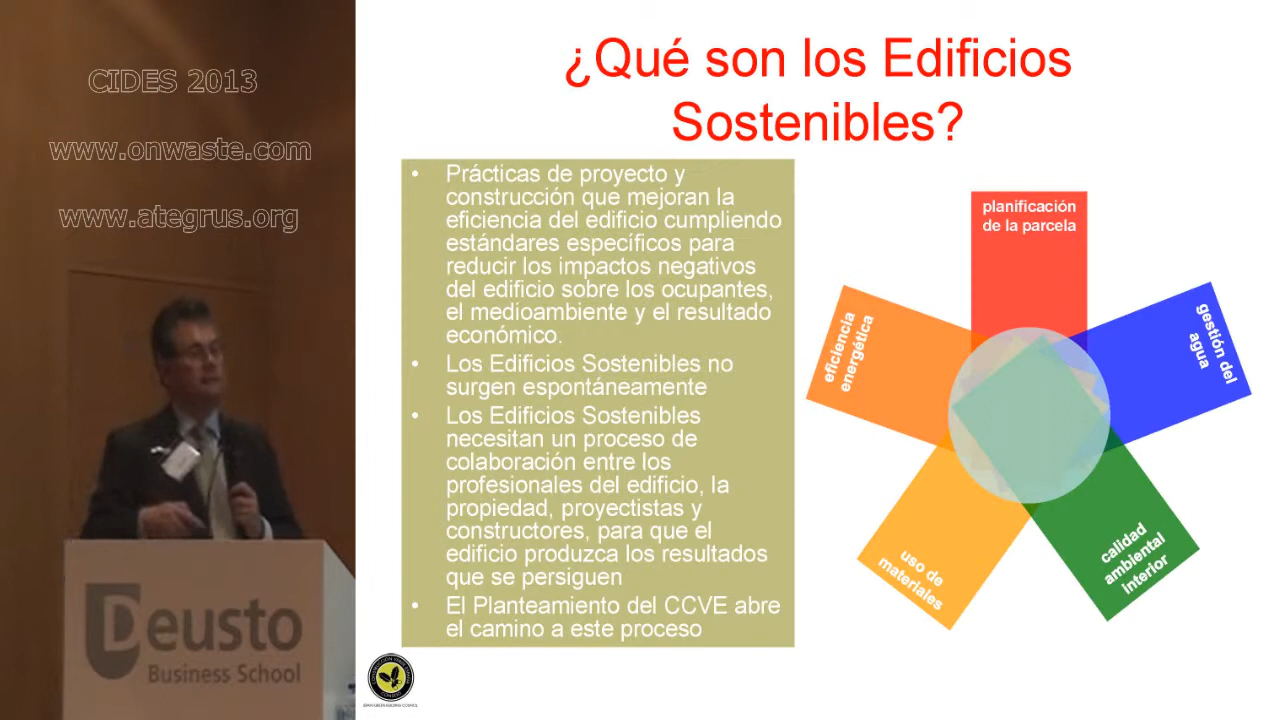 CIDES 2013
www.onwaste.com
www.ategrus.org
Deusto
Business School
¿Qué son los Edificios
Sostenibles?
• Prácticas de proyecto y
construcción que mejoran la
eficiencia del edificio cumpliendo
estándares específicos para
reducir los impactos negativos
del edificio sobre los ocupantes,
el medioambiente y el resultado
económico.
• Los Edificios Sostenibles no
surgen espontáneamente
• Los Edificios Sostenibles
necesitan un proceso de
colaboración entre los
profesionales del edificio, la
propiedad, proyectistas y
constructores, para que el
edificio produzca los resultados
que se persiguen
• El Planteamiento del CCVE abre
el camino a este proceso
planificación
de la parcela
gestión del
agua
calidad
ambiental
interior
uso de
materiales
eficiencia
energética
SPAIN GREEN BUILDING COUNCIL